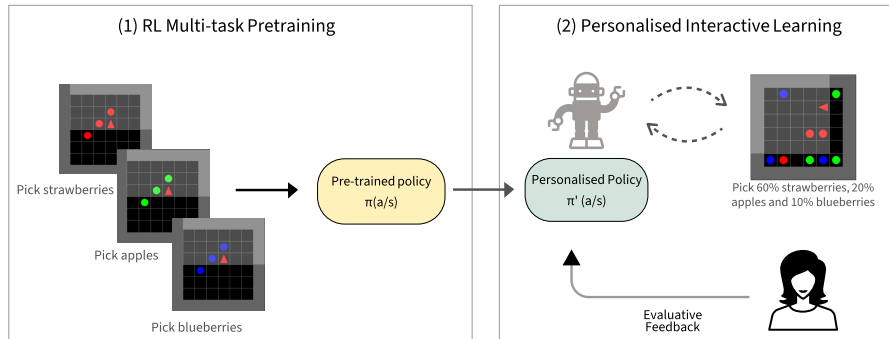 (1) RL Multi-task Pretraining
Pick strawberries
Pick apples
Pick blueberries
Pre-trained policy
π(a/s)
(2) Personalised Interactive Learning
Personalised Policy
π' (a/s)
Pick 60% strawberries, 20%
apples and 10% blueberries
Evaluative
Feedback